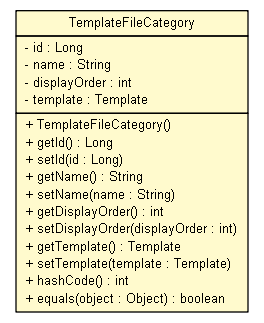 TemplateFileCategory
- id : Long
- name : String
- displayOrder : int
- template : Template
+ TemplateFileCategory()
+ getId() : Long
+ setId(id : Long)
+ getName() : String
+ setName(name : String)
+ getDisplayOrder() : int
+ setDisplayOrder(displayOrder : int)
+ getTemplate() : Template
+ setTemplate(template : Template)
+ hashCode() : int
+ equals(object : Object) : boolean